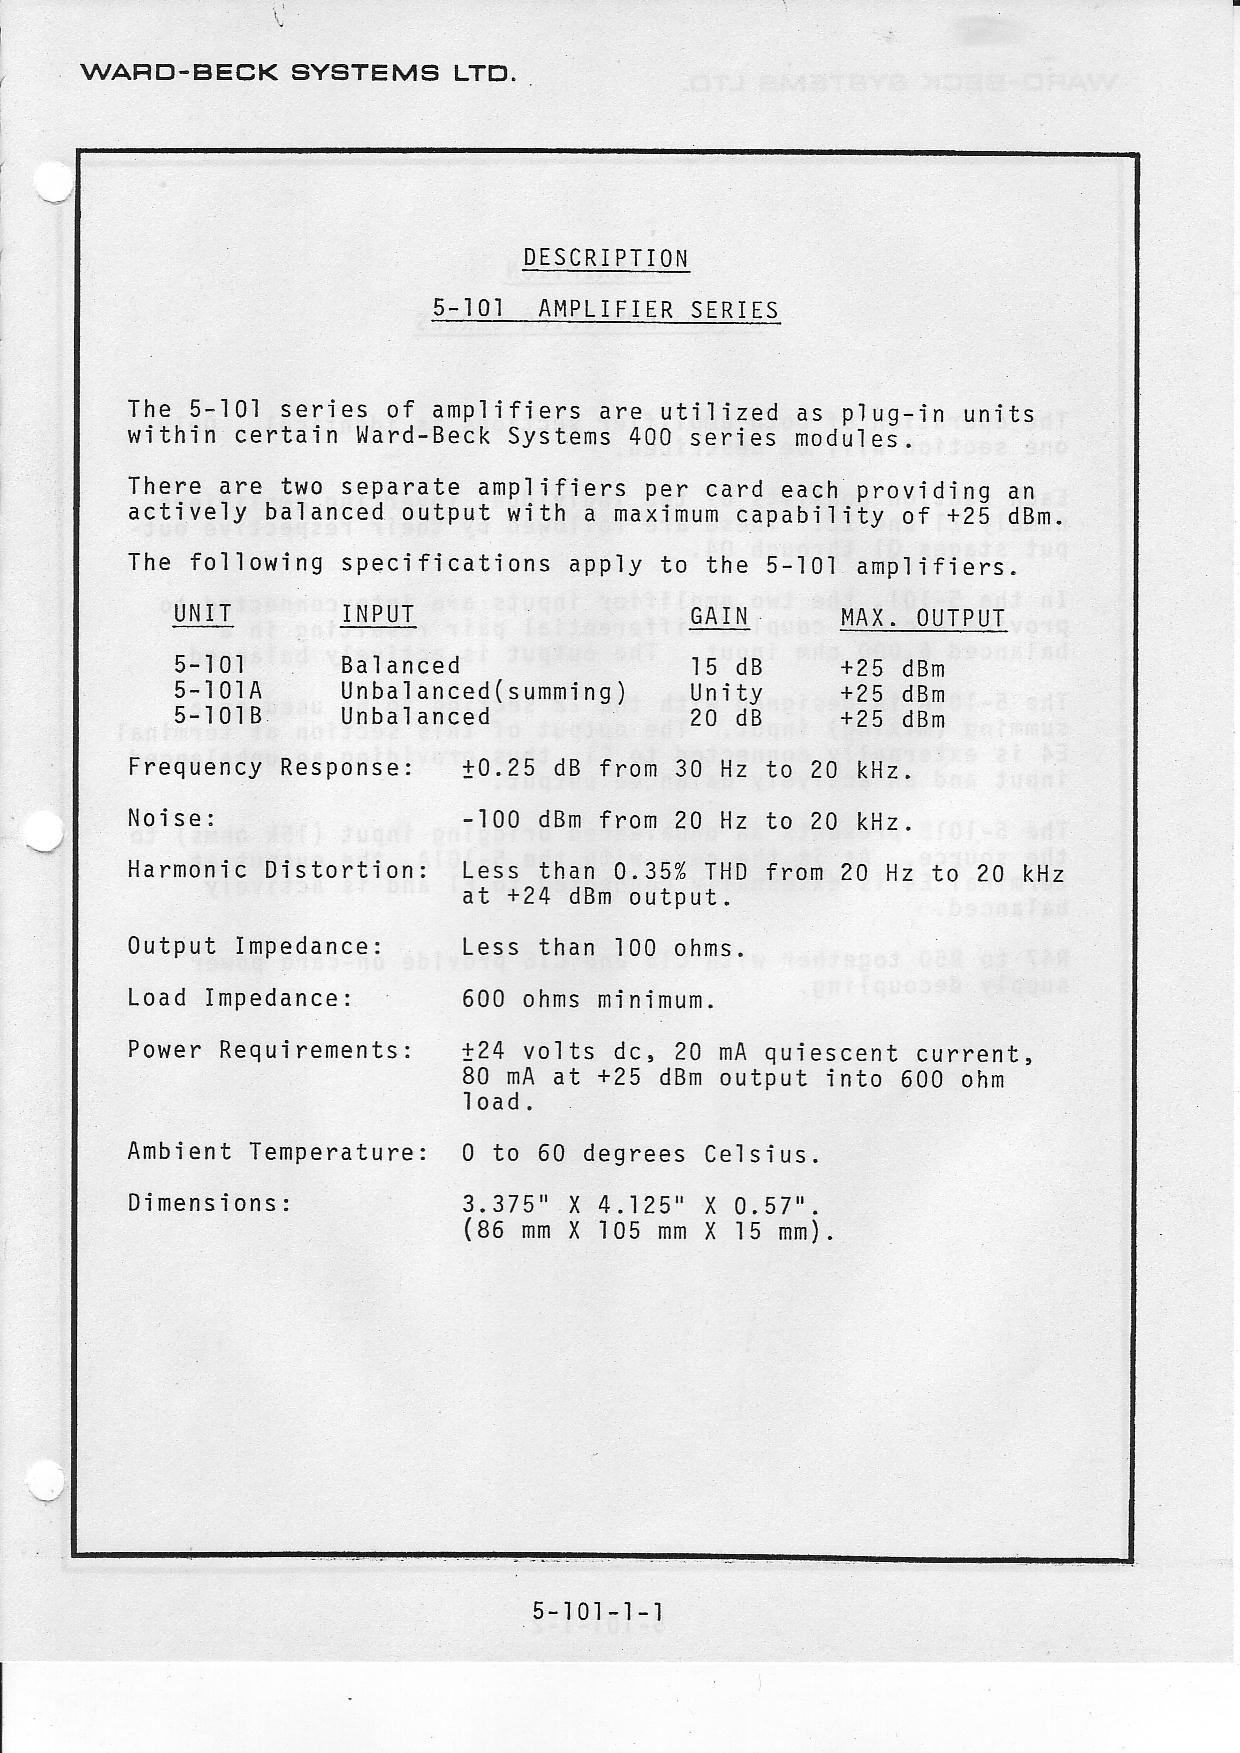 WARD-BECK SYSTEMS LTD.
DESCRIPTION
5-101 AMPLIFIER SERIES
The 5-101 series of amplifiers are utilized as plug-in units
within certain Ward-Beck Systems 400 series modules.
There are two separate amplifiers per card each providing an
actively balanced output with a maximum capability of +25 dBm.
The following specifications apply to the 5-101 amplifiers.
UNIT INPUT GAIN MAX. OUTPUT
5-101 Balanced 15 dB +25 dBm
5-101A Unbalanced(summing) Unity +25 dBm
5-101B Unbalanced 20 dB +25 dBm
Frequency Response: ±0.25 dB from 30 Hz to 20 kHz.
Noise: -100 dBm from 20 Hz to 20 kHz.
Harmonic Distortion: Less than 0.35% THD from 20 Hz to 20 kHz
at +24 dBm output.
Output Impedance: Less than 100 ohms.
Load Impedance: 600 ohms minimum.
Power Requirements: ±24 volts dc, 20 mA quiescent current,
80 mA at +25 dBm output into 600 ohm
load.
Ambient Temperature: 0 to 60 degrees Celsius.
Dimensions: 3.375" X 4.125" X 0.57".
(86 mm X 105 mm X 15 mm).
5-101-1-1